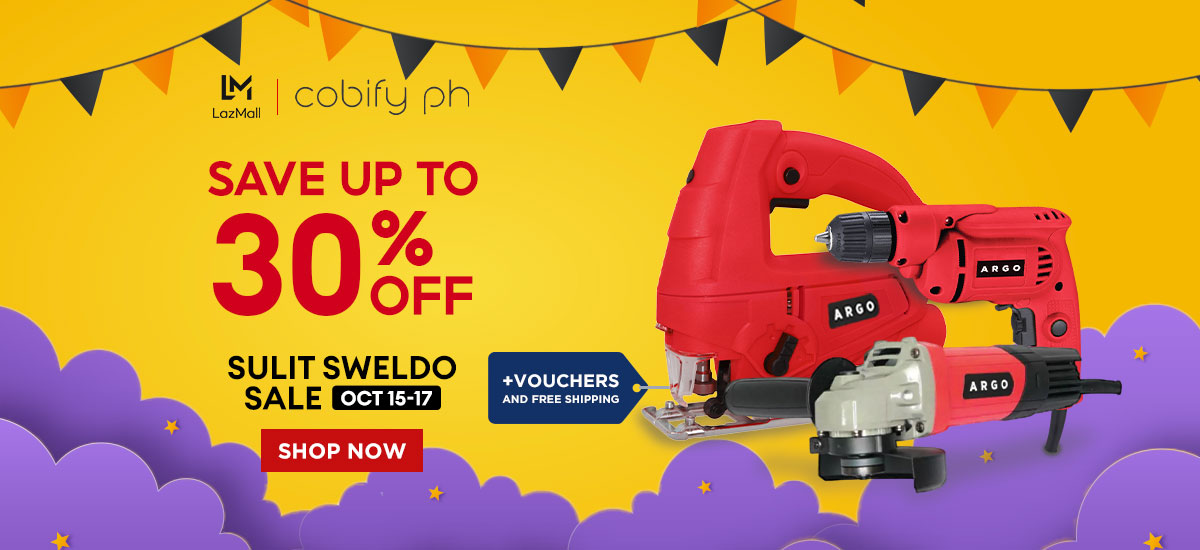 LM
LazMall
cobify ph
SAVE UP TO
30%
OFF
SULIT SWELDO
SALE OCT 15-17
SHOP NOW
+VOUCHERS
AND FREE SHIPPING
ARGO
ARGO
ARGO